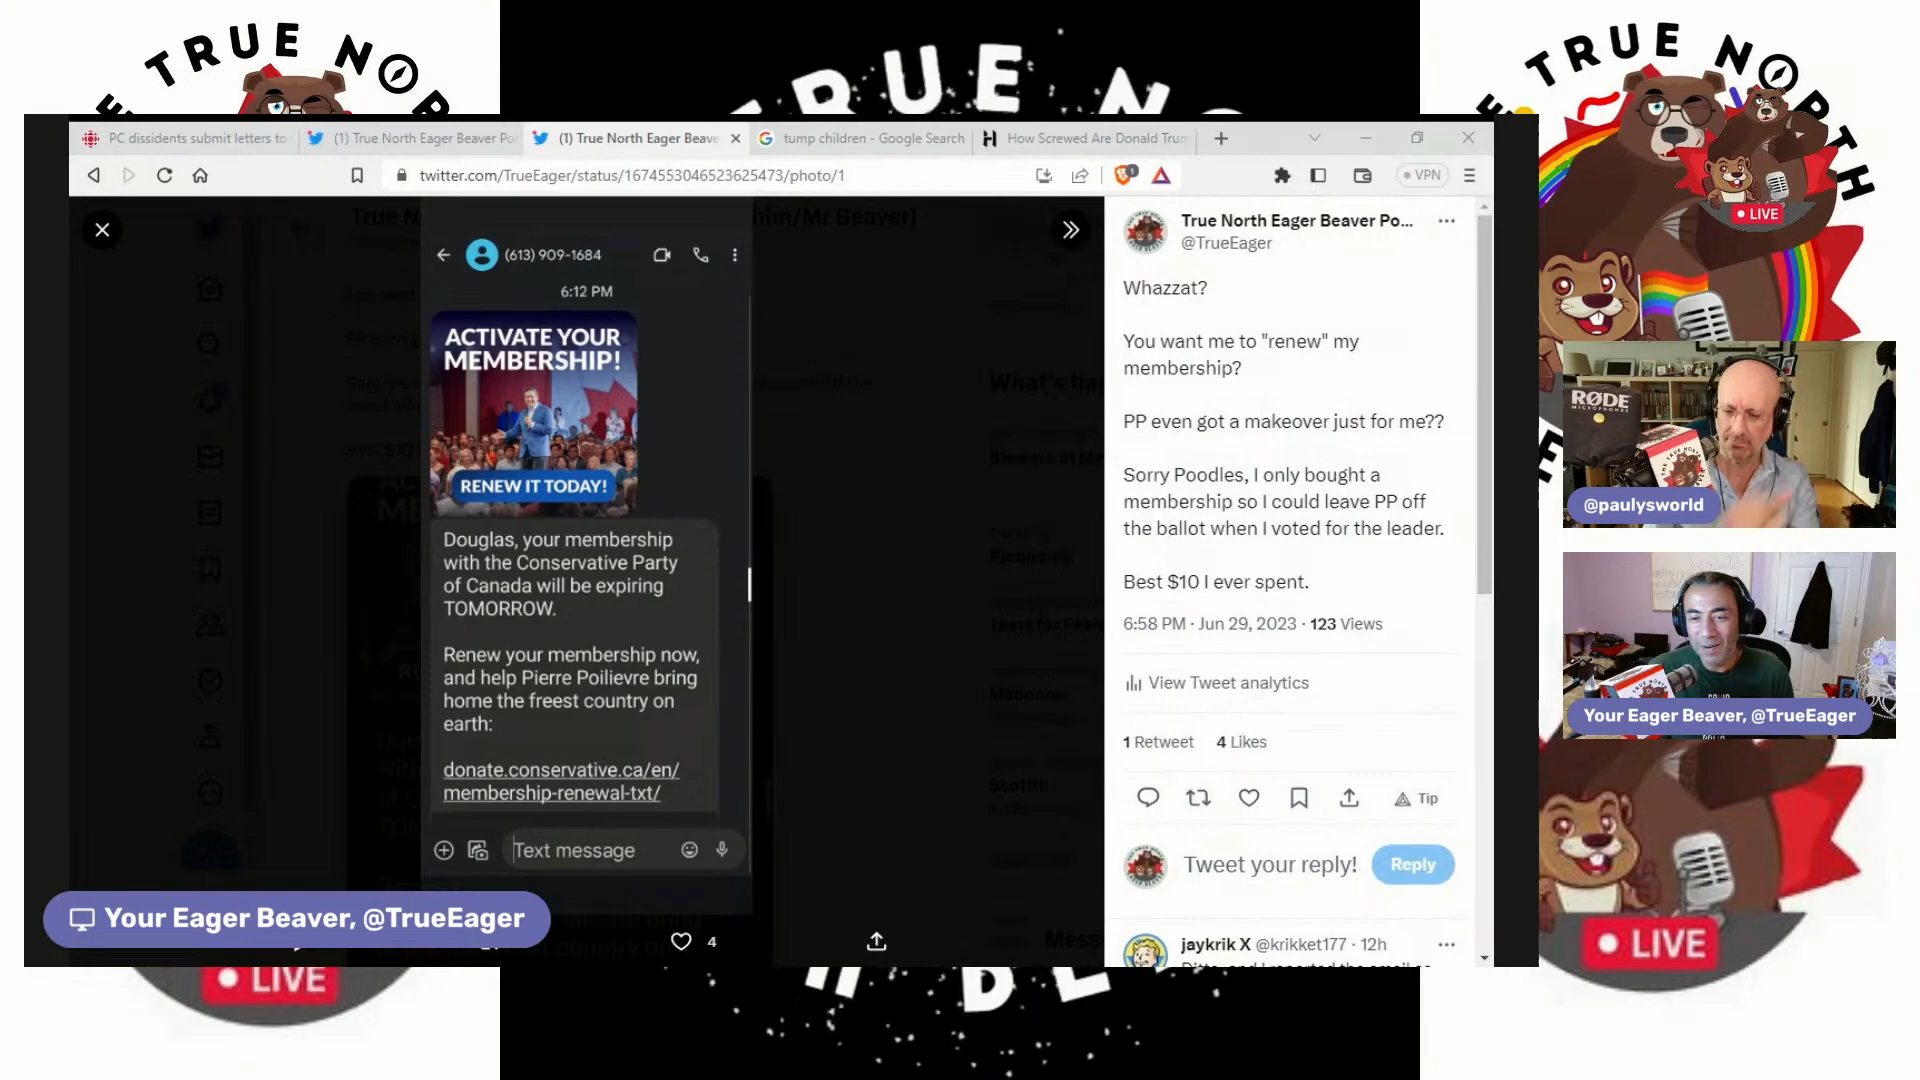 TRUE NO
TRUE NO
TRUE NORTH
PC dissidents submit letters to
(1) True North Eager Beaver Po
(1) True North Eager Beave
tump children - Google Search
How Screwed Are Donald Trum
twitter.com/TrueEager/status/1674553046523625473/photo/1
VPN
LIVE
(613) 909-1684
6:12 PM
ACTIVATE YOUR
MEMBERSHIP!
RENEW IT TODAY!
Douglas, your membership
with the Conservative Party
of Canada will be expiring
TOMORROW.
Renew your membership now,
and help Pierre Poilievre bring
home the freest country on
earth:
donate.conservative.ca/en/
membership-renewal-txt/
Text message
4
True North Eager Beaver Po...
@TrueEager
Whazzat?
You want me to "renew" my
membership?
PP even got a makeover just for me??
Sorry Poodles, I only bought a
membership so I could leave PP off
the ballot when I voted for the leader.
Best $10 I ever spent.
6:58 PM · Jun 29, 2023 · 123 Views
View Tweet analytics
1 Retweet 4 Likes
Tip
Tweet your reply!
Reply
jaykrik X @krikket177 · 12h
RØDE
MICROPHONES
@paulysworld
Your Eager Beaver, @TrueEager
Your Eager Beaver, @TrueEager
LIVE
LIVE